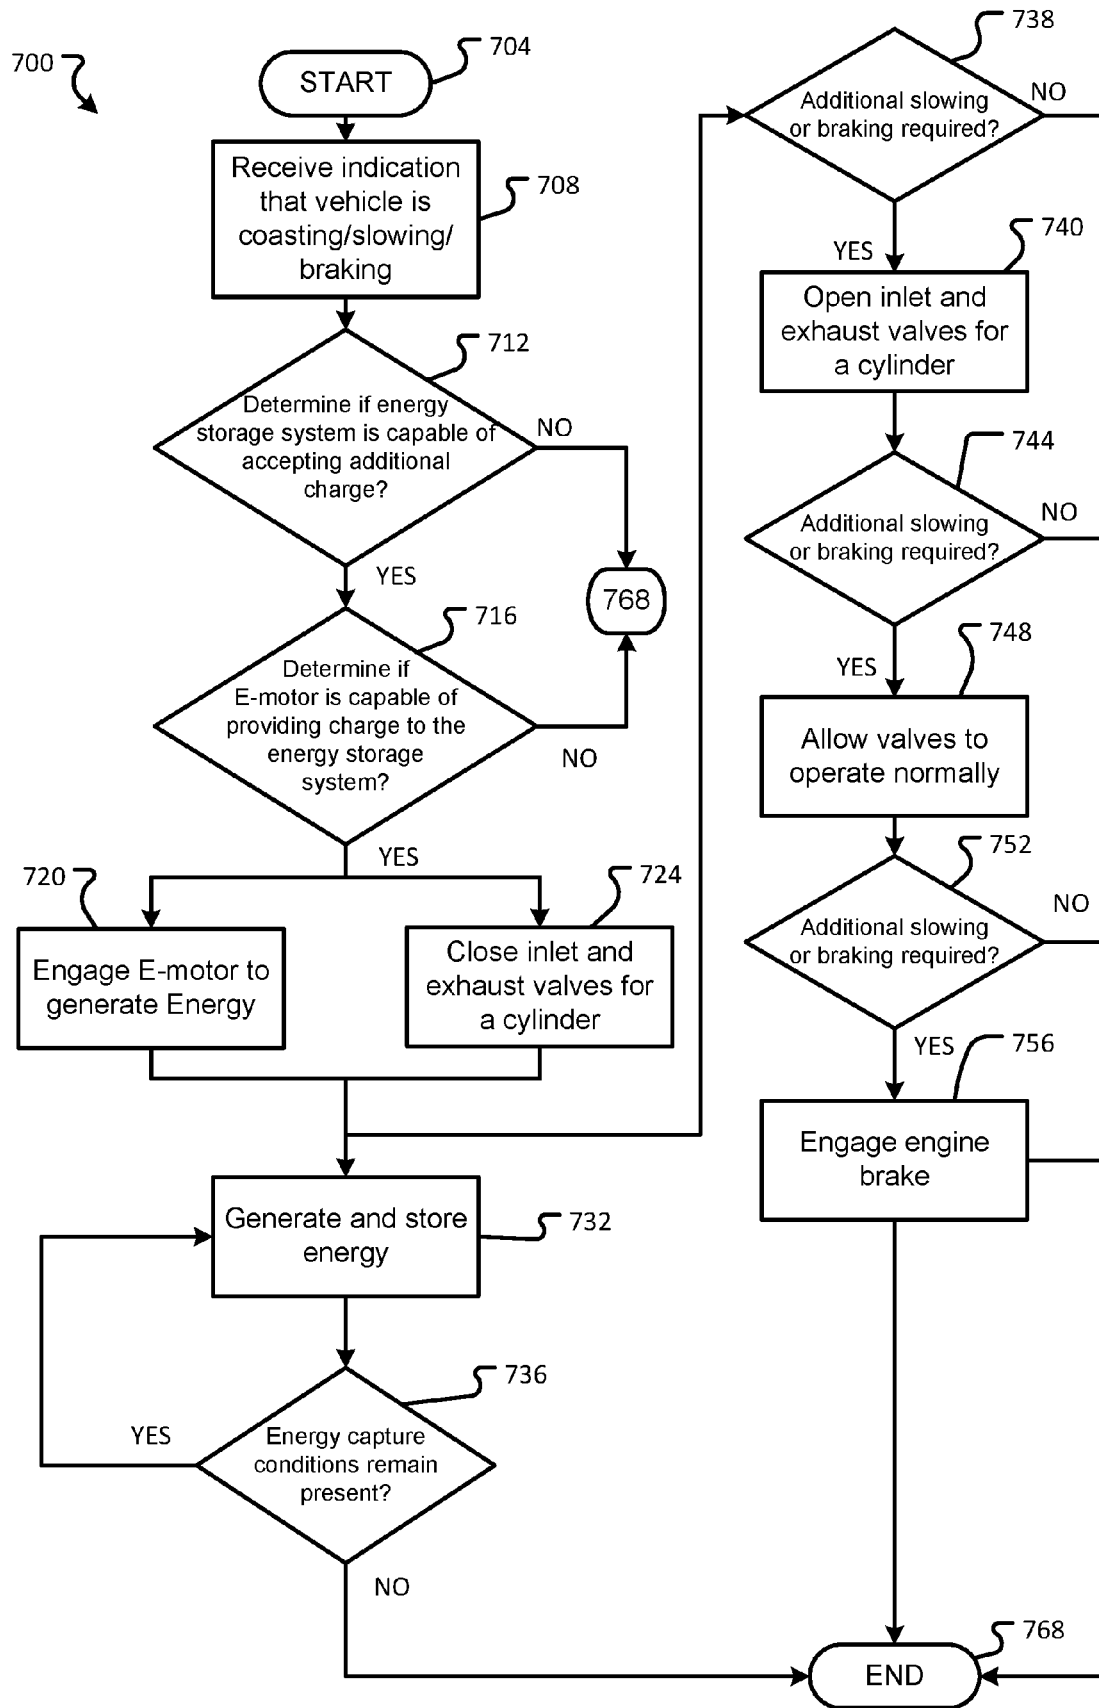 700
START
704
Receive indication
that vehicle is
coasting/slowing/
braking
708
Determine if energy
storage system is capable of
accepting additional
charge?
712
NO
YES
768
Determine if
E-motor is capable of
providing charge to the
energy storage
system?
716
NO
YES
720
Engage E-motor to
generate Energy
724
Close inlet and
exhaust valves for
a cylinder
Generate and store
energy
732
Energy capture
conditions remain
present?
736
YES
NO
738
Additional slowing
or braking required?
NO
YES
740
Open inlet and
exhaust valves for
a cylinder
744
Additional slowing
or braking required?
NO
YES
748
Allow valves to
operate normally
752
Additional slowing
or braking required?
NO
YES
756
Engage engine
brake
768
END